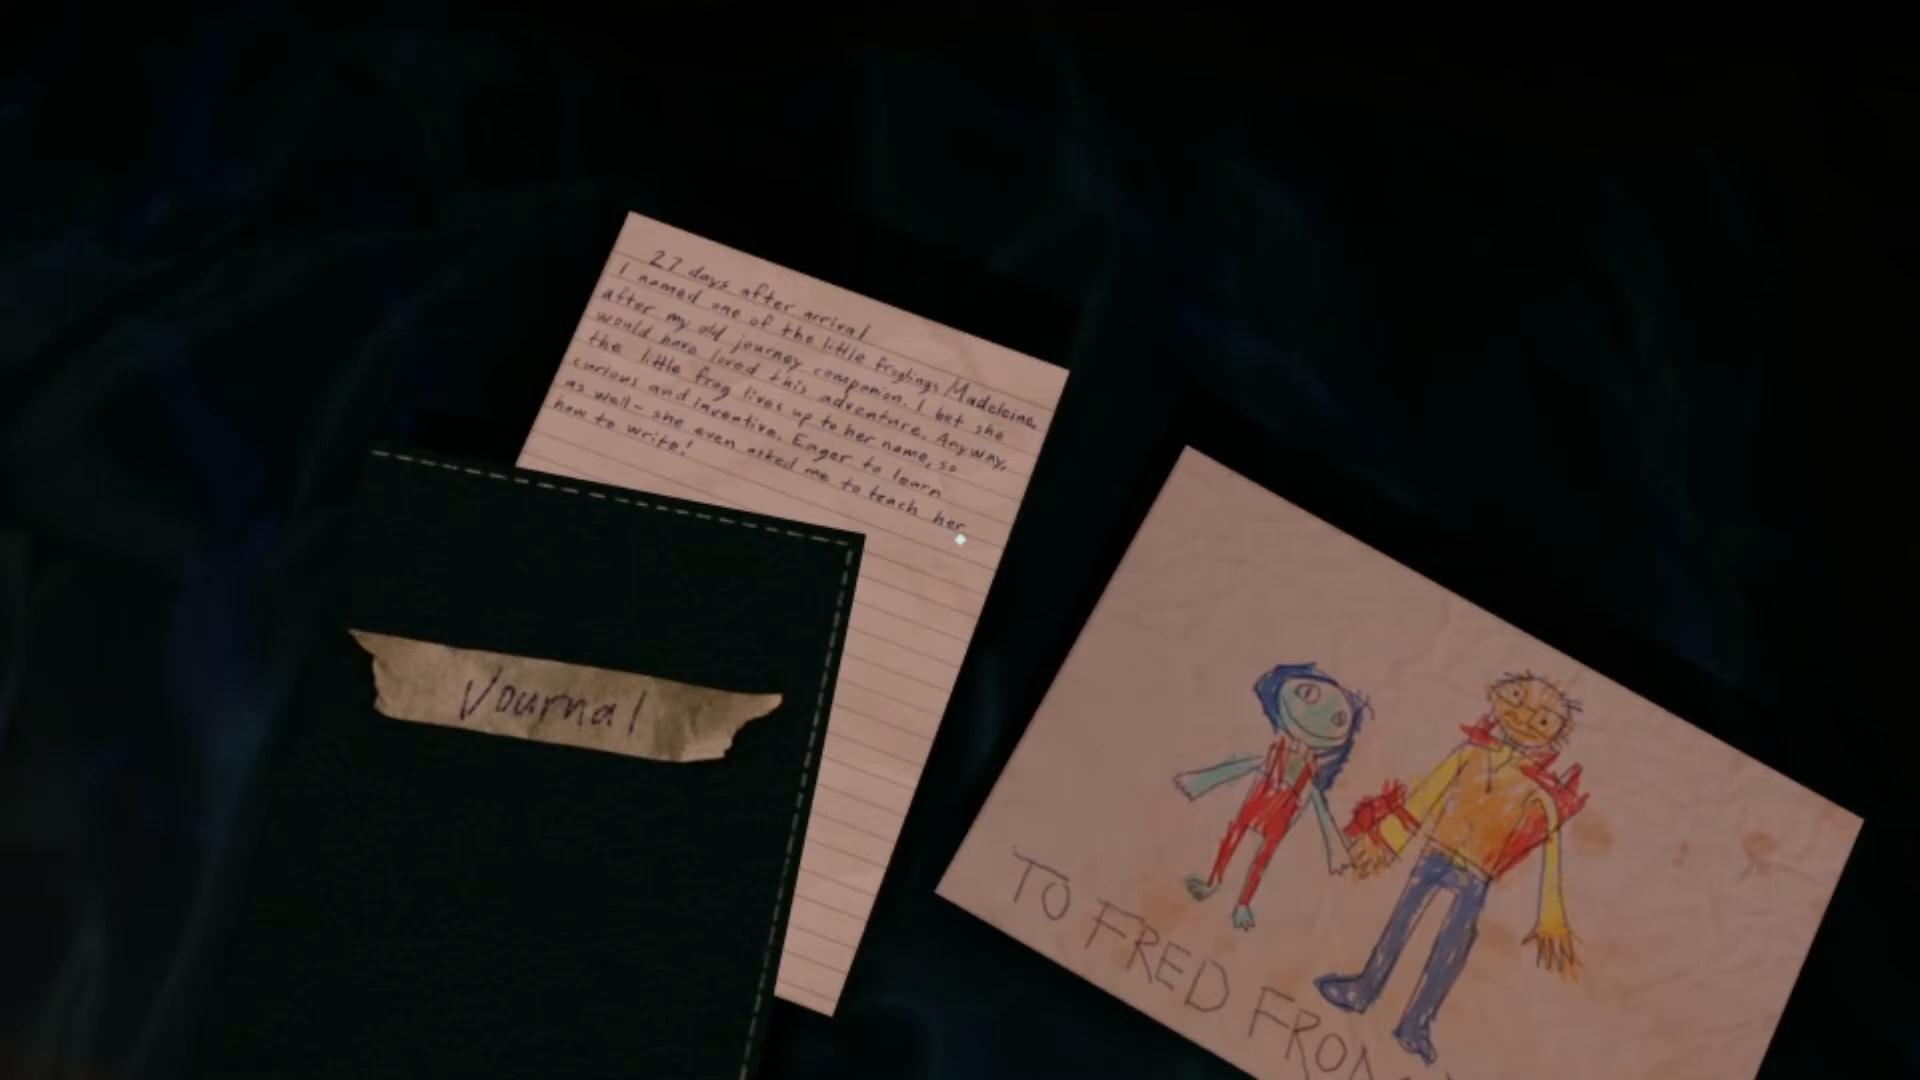 27 days after arrival
I named one of the little froglings Madeleine,
after my old journey companion. I bet she
would have loved this adventure. Anyway,
the little frog lives up to her name, so
curious and inventive. Eager to learn
as well- she even asked me to teach her
how to write!
Journal
TO FRED FROM